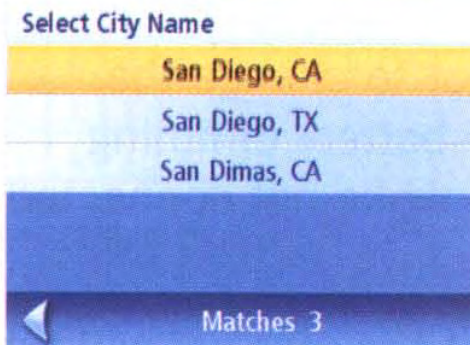 Select City Name
San Diego, CA
San Diego, TX
San Dimas, CA
Matches 3